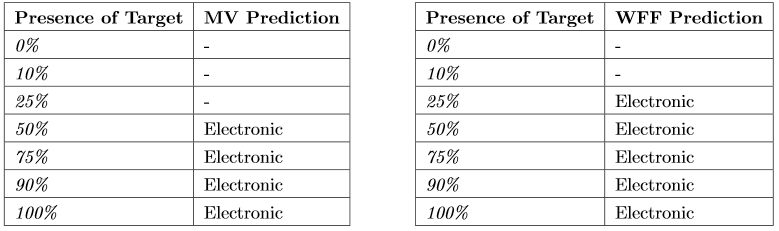 Presence of Target MV Prediction
0% -
10% -
25% -
50% Electronic
75% Electronic
90% Electronic
100% Electronic
Presence of Target WFF Prediction
0% -
10% -
25% Electronic
50% Electronic
75% Electronic
90% Electronic
100% Electronic